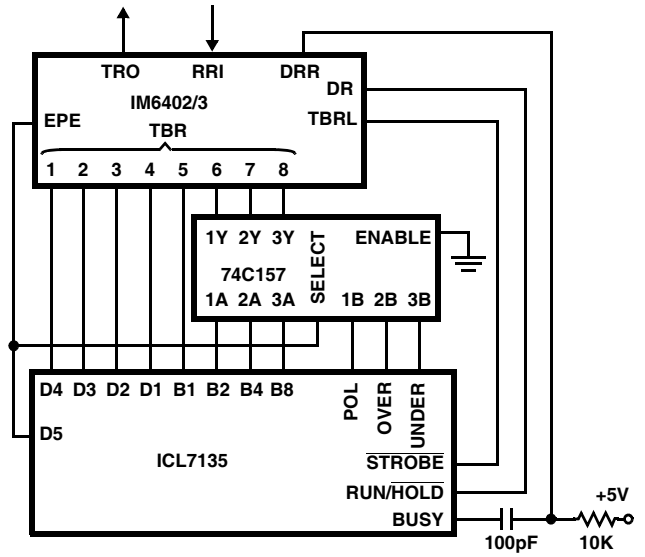 TRO RRI DRR
DR
IM6402/3
TBRL
EPE
TBR
1 2 3 4 5 6 7 8
1Y 2Y 3Y SELECT ENABLE
74C157
1A 2A 3A 1B 2B 3B
D4 D3 D2 D1 B1 B2 B4 B8 POL OVER UNDER
D5
ICL7135
STROBE
RUN/HOLD
BUSY
+5V
100pF 10K